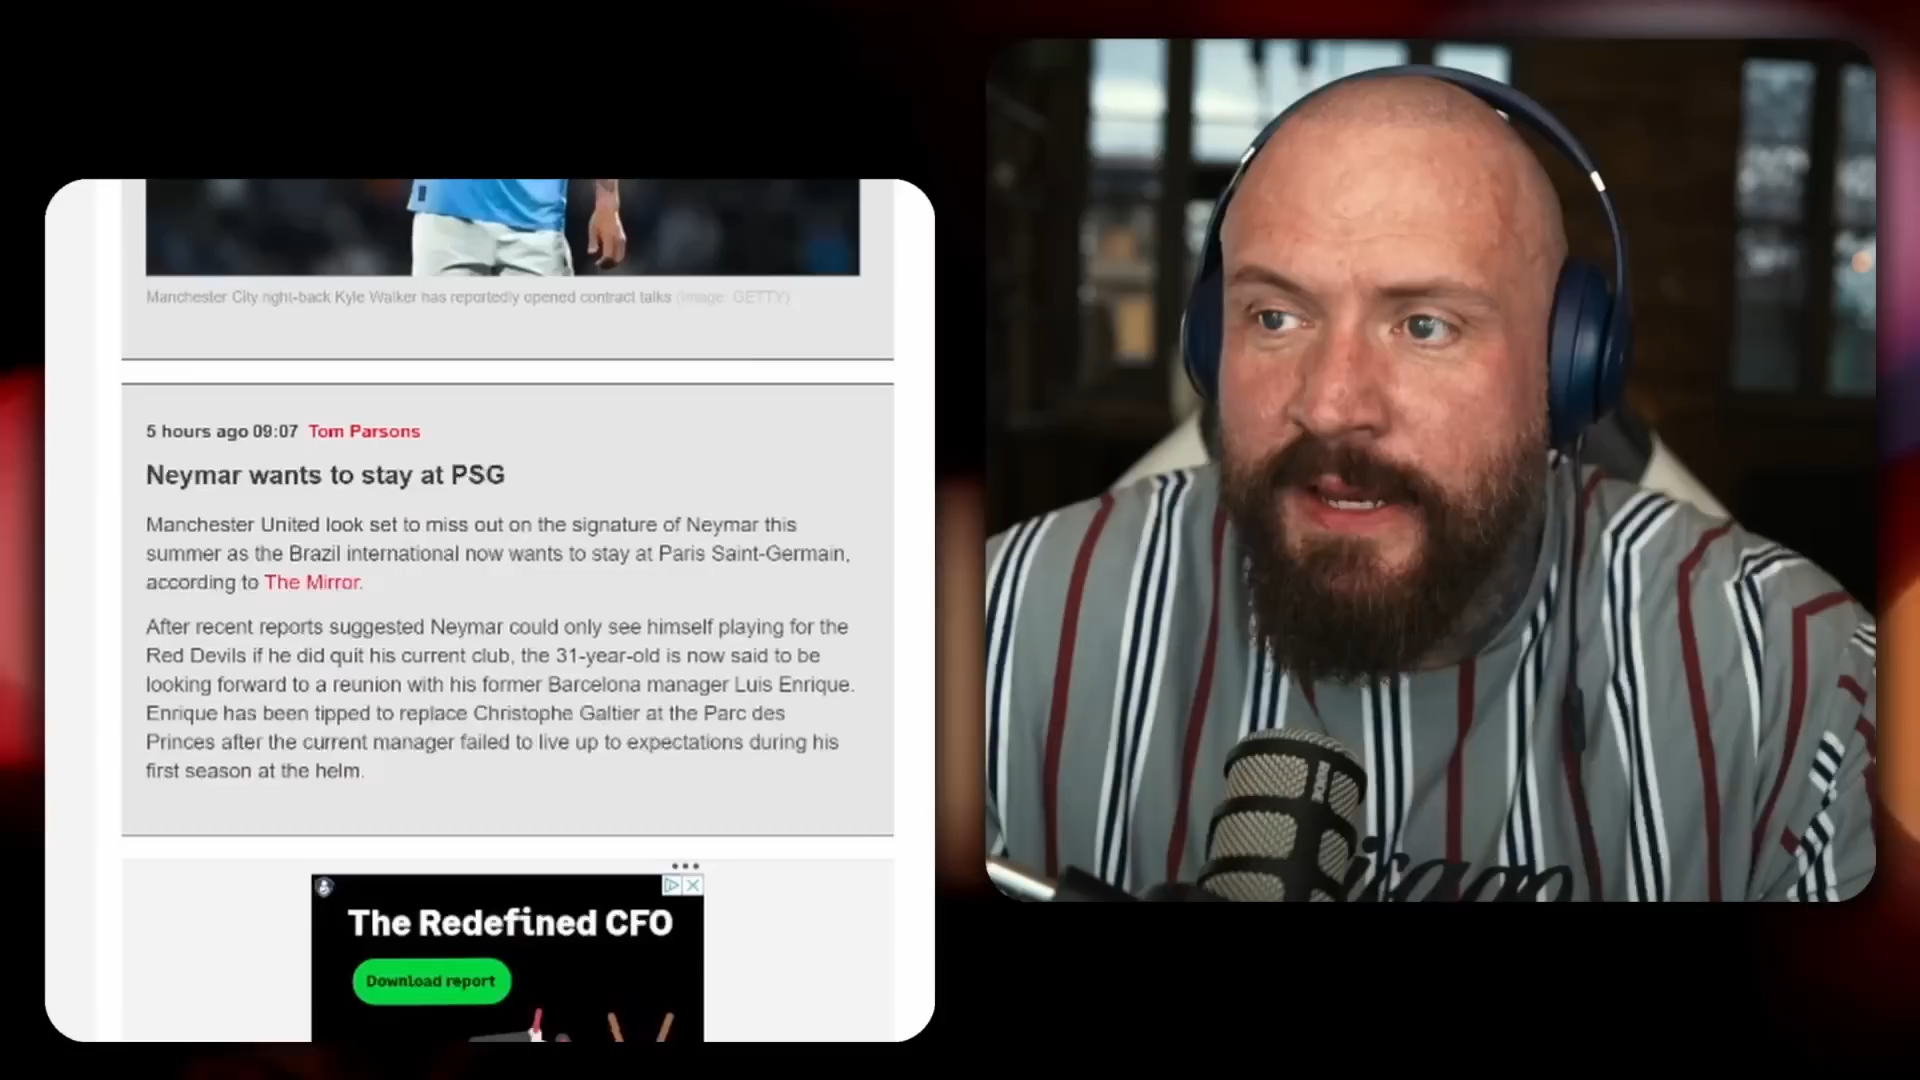 Manchester City right-back Kyle Walker has reportedly opened contract talks (Image: GETTY)
5 hours ago 09:07 Tom Parsons
Neymar wants to stay at PSG
Manchester United look set to miss out on the signature of Neymar this
summer as the Brazil international now wants to stay at Paris Saint-Germain,
according to The Mirror.
After recent reports suggested Neymar could only see himself playing for the
Red Devils if he did quit his current club, the 31-year-old is now said to be
looking forward to a reunion with his former Barcelona manager Luis Enrique.
Enrique has been tipped to replace Christophe Galtier at the Parc des
Princes after the current manager failed to live up to expectations during his
first season at the helm.
The Redefined CFO
Download report
RODE